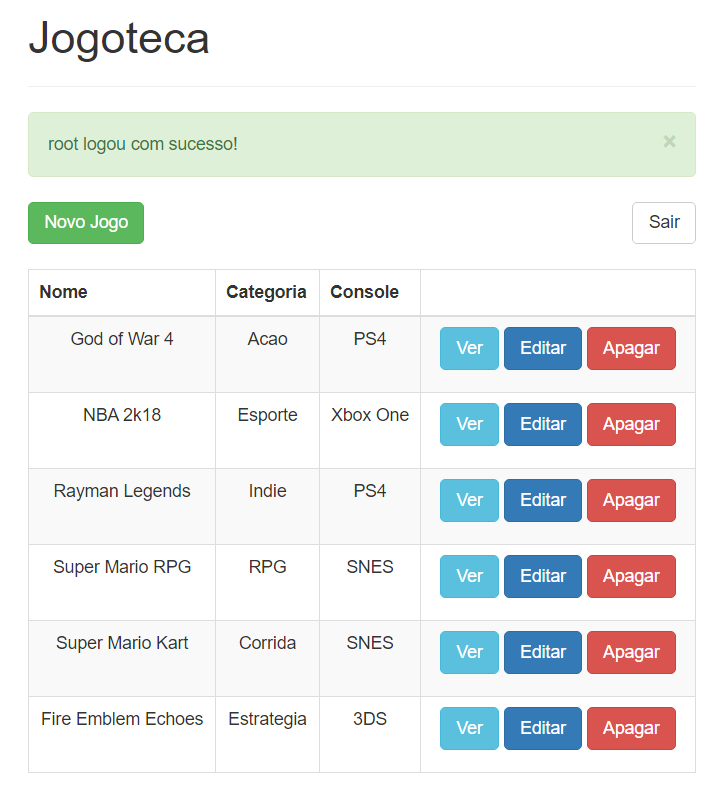 Jogoteca
root logou com sucesso! ×
Novo Jogo Sair
Nome Categoria Console
God of War 4 Acao PS4 Ver Editar Apagar
NBA 2k18 Esporte Xbox One Ver Editar Apagar
Rayman Legends Indie PS4 Ver Editar Apagar
Super Mario RPG RPG SNES Ver Editar Apagar
Super Mario Kart Corrida SNES Ver Editar Apagar
Fire Emblem Echoes Estrategia 3DS Ver Editar Apagar